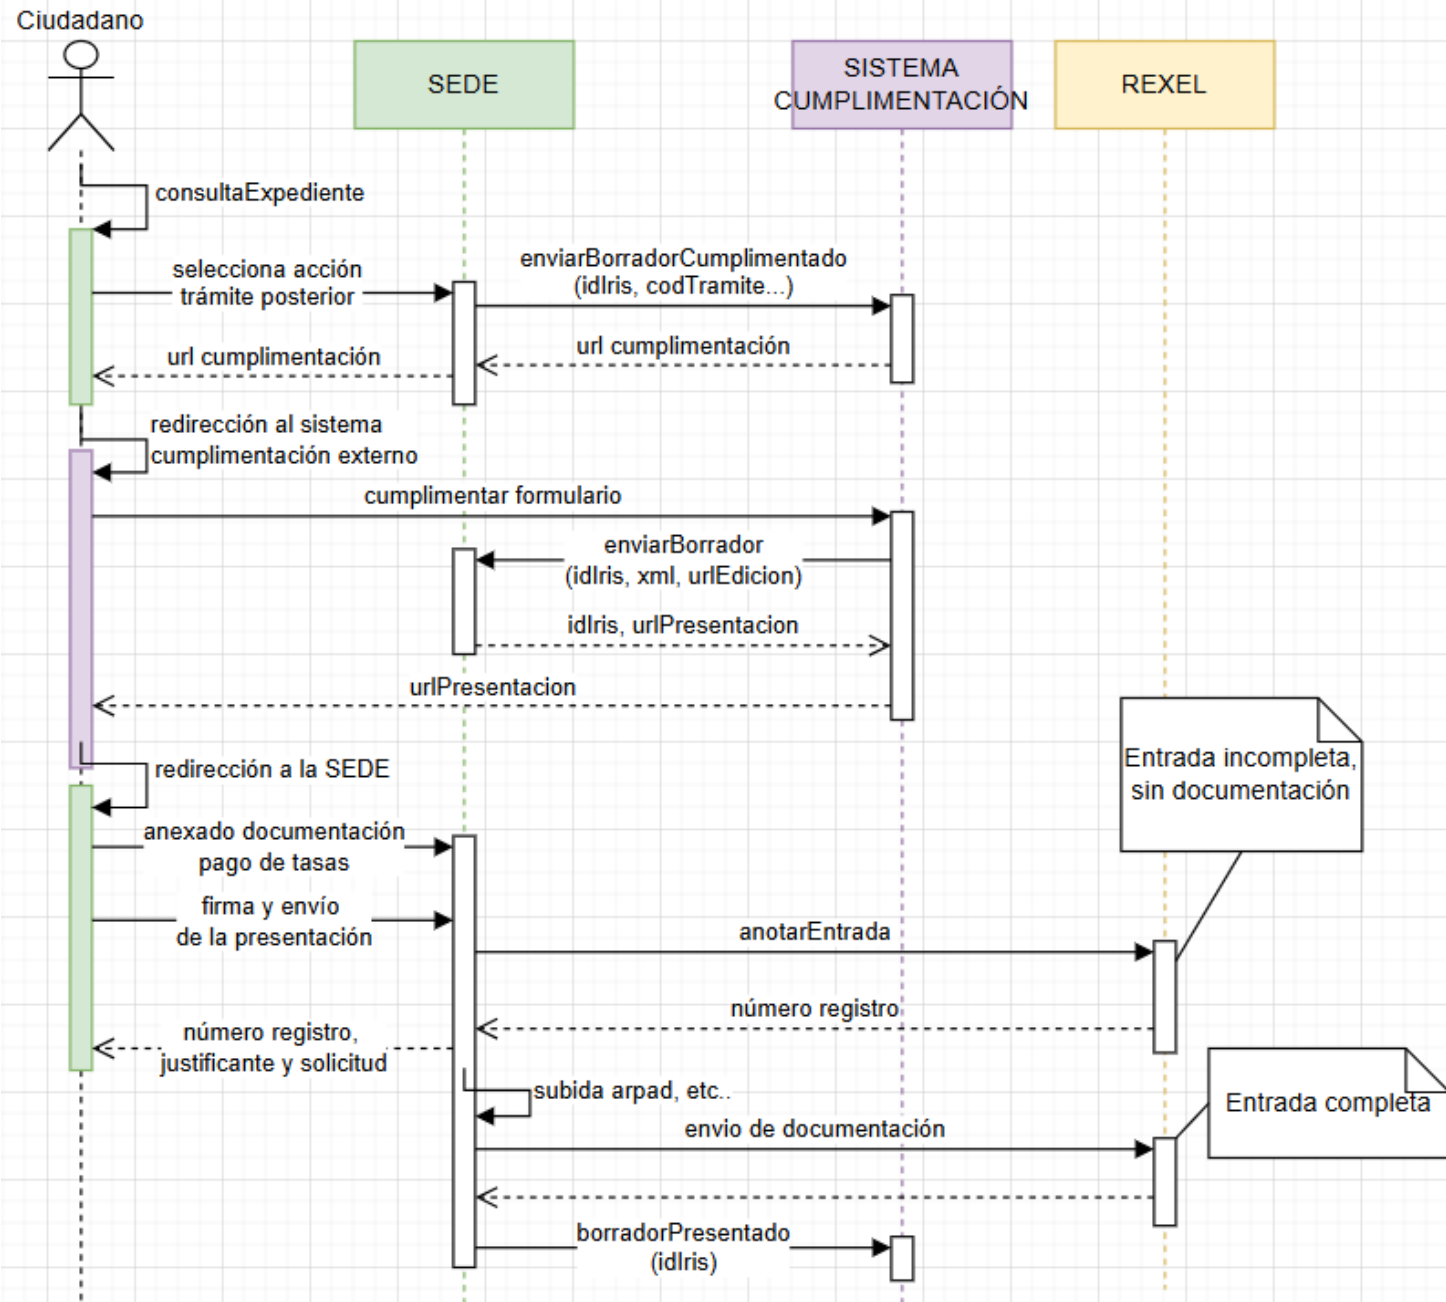 Ciudadano
SEDE
SISTEMA
CUMPLIMENTACIÓN
REXEL
consultaExpediente
selecciona acción
trámite posterior
enviarBorradorCumplimentado
(idIris, codTramite...)
url cumplimentación
url cumplimentación
redirección al sistema
cumplimentación externo
cumplimentar formulario
enviarBorrador
(idIris, xml, urlEdicion)
idIris, urlPresentacion
urlPresentacion
redirección a la SEDE
Entrada incompleta,
sin documentación
anexado documentación
pago de tasas
firma y envío
de la presentación
anotarEntrada
número registro
número registro,
justificante y solicitud
subida arpad, etc..
Entrada completa
envio de documentación
borradorPresentado
(idIris)